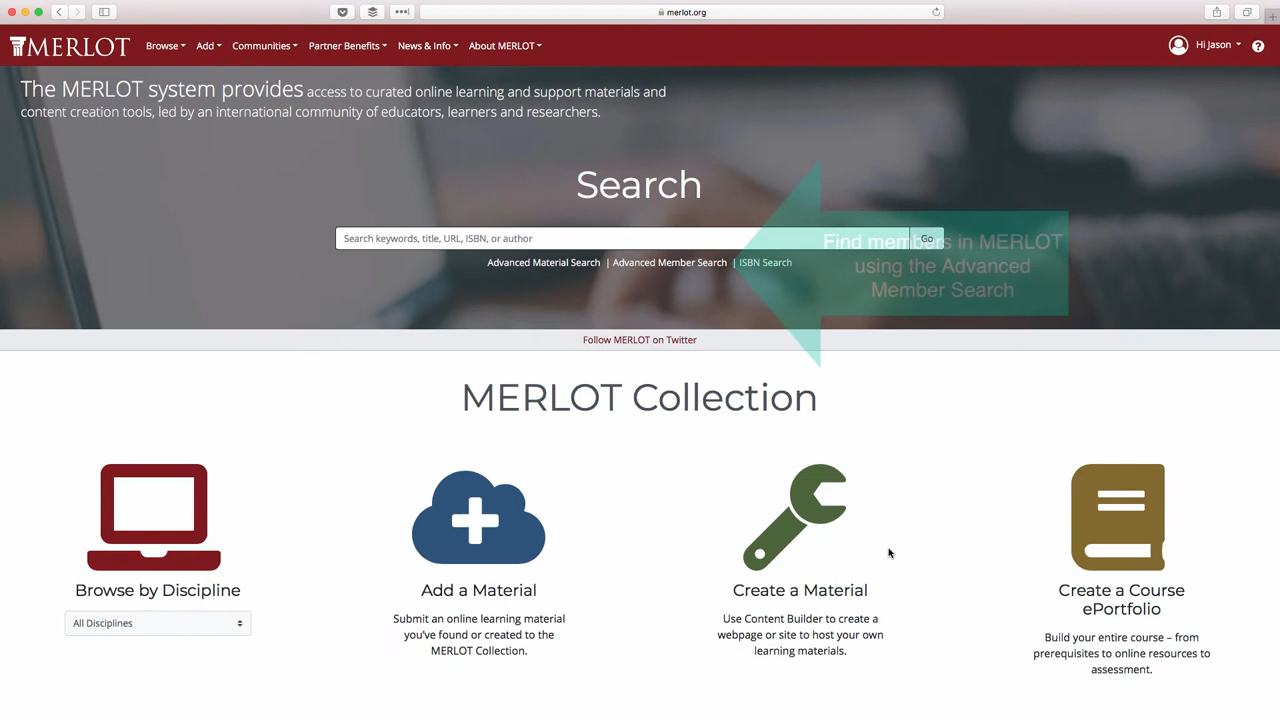 merlot.org
MERLOT Browse Add Communities Partner Benefits News & Info About MERLOT Hi Jason ?
The MERLOT system provides access to curated online learning and support materials and
content creation tools, led by an international community of educators, learners and researchers.
Search
Search keywords, title, URL, ISBN, or author Go
Advanced Material Search | Advanced Member Search | ISBN Search
Find members in MERLOT
using the Advanced
Member Search
Follow MERLOT on Twitter
MERLOT Collection
Browse by Discipline
All Disciplines
Add a Material
Submit an online learning material
you've found or created to the
MERLOT Collection.
Create a Material
Use Content Builder to create a
webpage or site to host your own
learning materials.
Create a Course
ePortfolio
Build your entire course – from
prerequisites to online resources to
assessment.